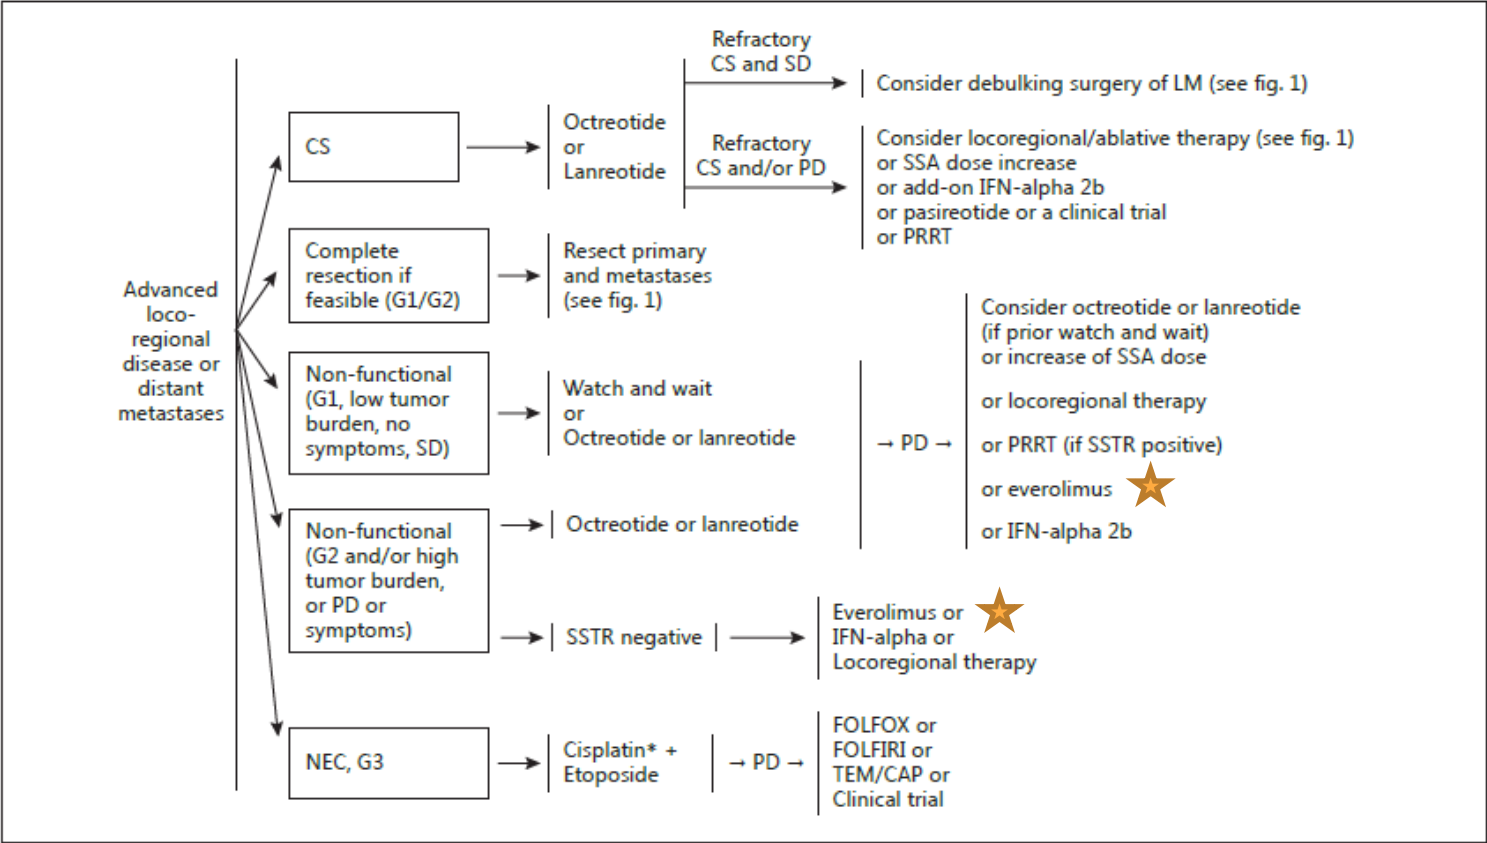 Advanced
loco-
regional
disease or
distant
metastases
CS
Octreotide
or
Lanreotide
Refractory
CS and SD
Consider debulking surgery of LM (see fig. 1)
Refractory
CS and/or PD
Consider locoregional/ablative therapy (see fig. 1)
or SSA dose increase
or add-on IFN-alpha 2b
or pasireotide or a clinical trial
or PRRT
Complete
resection if
feasible (G1/G2)
Resect primary
and metastases
(see fig. 1)
Non-functional
(G1, low tumor
burden, no
symptoms, SD)
Watch and wait
or
Octreotide or lanreotide
Non-functional
(G2 and/or high
tumor burden,
or PD or
symptoms)
Octreotide or lanreotide
→ PD →
Consider octreotide or lanreotide
(if prior watch and wait)
or increase of SSA dose
or locoregional therapy
or PRRT (if SSTR positive)
or everolimus
or IFN-alpha 2b
SSTR negative
Everolimus or
IFN-alpha or
Locoregional therapy
NEC, G3
Cisplatin* +
Etoposide
→ PD →
FOLFOX or
FOLFIRI or
TEM/CAP or
Clinical trial